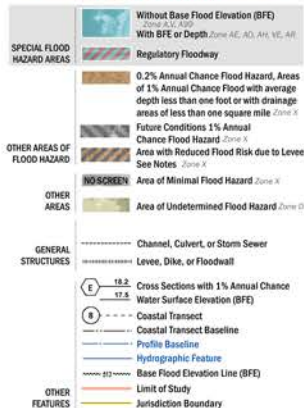 Without Base Flood Elevation (BFE)
Zone A, V, A99
With BFE or Depth Zone AE, AO, AH, VE, AR
SPECIAL FLOOD
HAZARD AREAS
Regulatory Floodway
0.2% Annual Chance Flood Hazard, Areas
of 1% Annual Chance Flood with average
depth less than one foot or with drainage
areas of less than one square mile Zone X
Future Conditions 1% Annual
Chance Flood Hazard Zone X
OTHER AREAS OF
FLOOD HAZARD
Area with Reduced Flood Risk due to Levee
See Notes Zone X
NO SCREEN Area of Minimal Flood Hazard Zone X
OTHER
AREAS
Area of Undetermined Flood Hazard Zone D
GENERAL
STRUCTURES
Channel, Culvert, or Storm Sewer
Levee, Dike, or Floodwall
E 18.2 Cross Sections with 1% Annual Chance
17.5 Water Surface Elevation (BFE)
8 Coastal Transect
Coastal Transect Baseline
Profile Baseline
Hydrographic Feature
513 Base Flood Elevation Line (BFE)
OTHER
FEATURES
Limit of Study
Jurisdiction Boundary